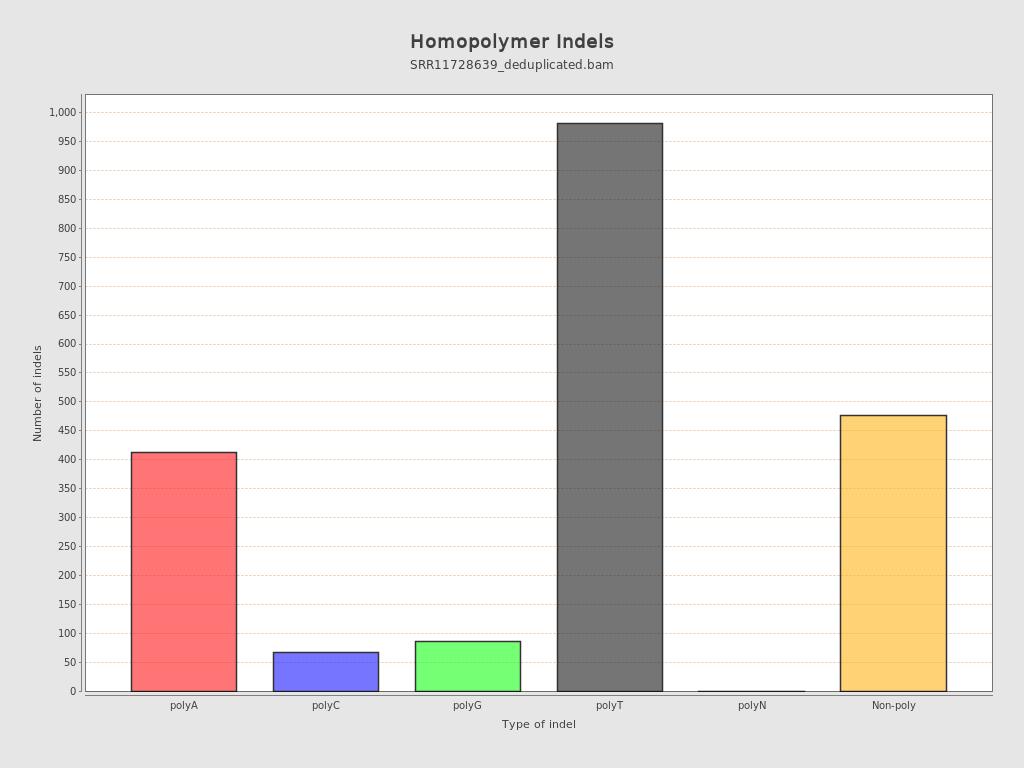 Homopolymer Indels
SRR11728639_deduplicated.bam
1,000
950
900
850
800
750
700
650
600
550
500
450
400
350
300
250
200
150
100
50
0
Number of indels
polyA
polyC
polyG
polyT
polyN
Non-poly
Type of indel